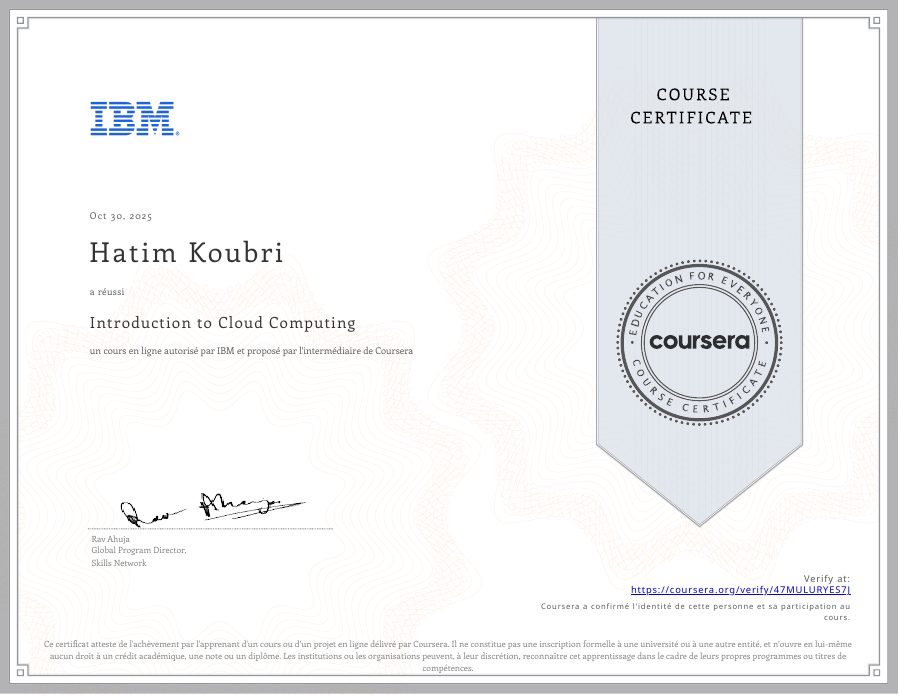 COURSE
CERTIFICATE
IBM®
Oct 30, 2025
Hatim Koubri
a réussi
Introduction to Cloud Computing
un cours en ligne autorisé par IBM et proposé par l'intermédiaire de Coursera
EDUCATION FOR EVERYONE
coursera
COURSE CERTIFICATE
Rav Ahuja
Rav Ahuja
Global Program Director,
Skills Network
Verify at:
https://coursera.org/verify/47MULURYES7J
Coursera a confirmé l'identité de cette personne et sa participation au
cours.
Ce certificat atteste de l'achèvement par l'apprenant d'un cours ou d'un projet en ligne délivré par Coursera. Il ne constitue pas une inscription formelle à une université ou à une autre entité, et n'ouvre en lui-même
aucun droit à un crédit académique, une note ou un diplôme. Les institutions ou les organisations peuvent, à leur discrétion, reconnaître cet apprentissage dans le cadre de leurs propres programmes ou titres de
compétences.